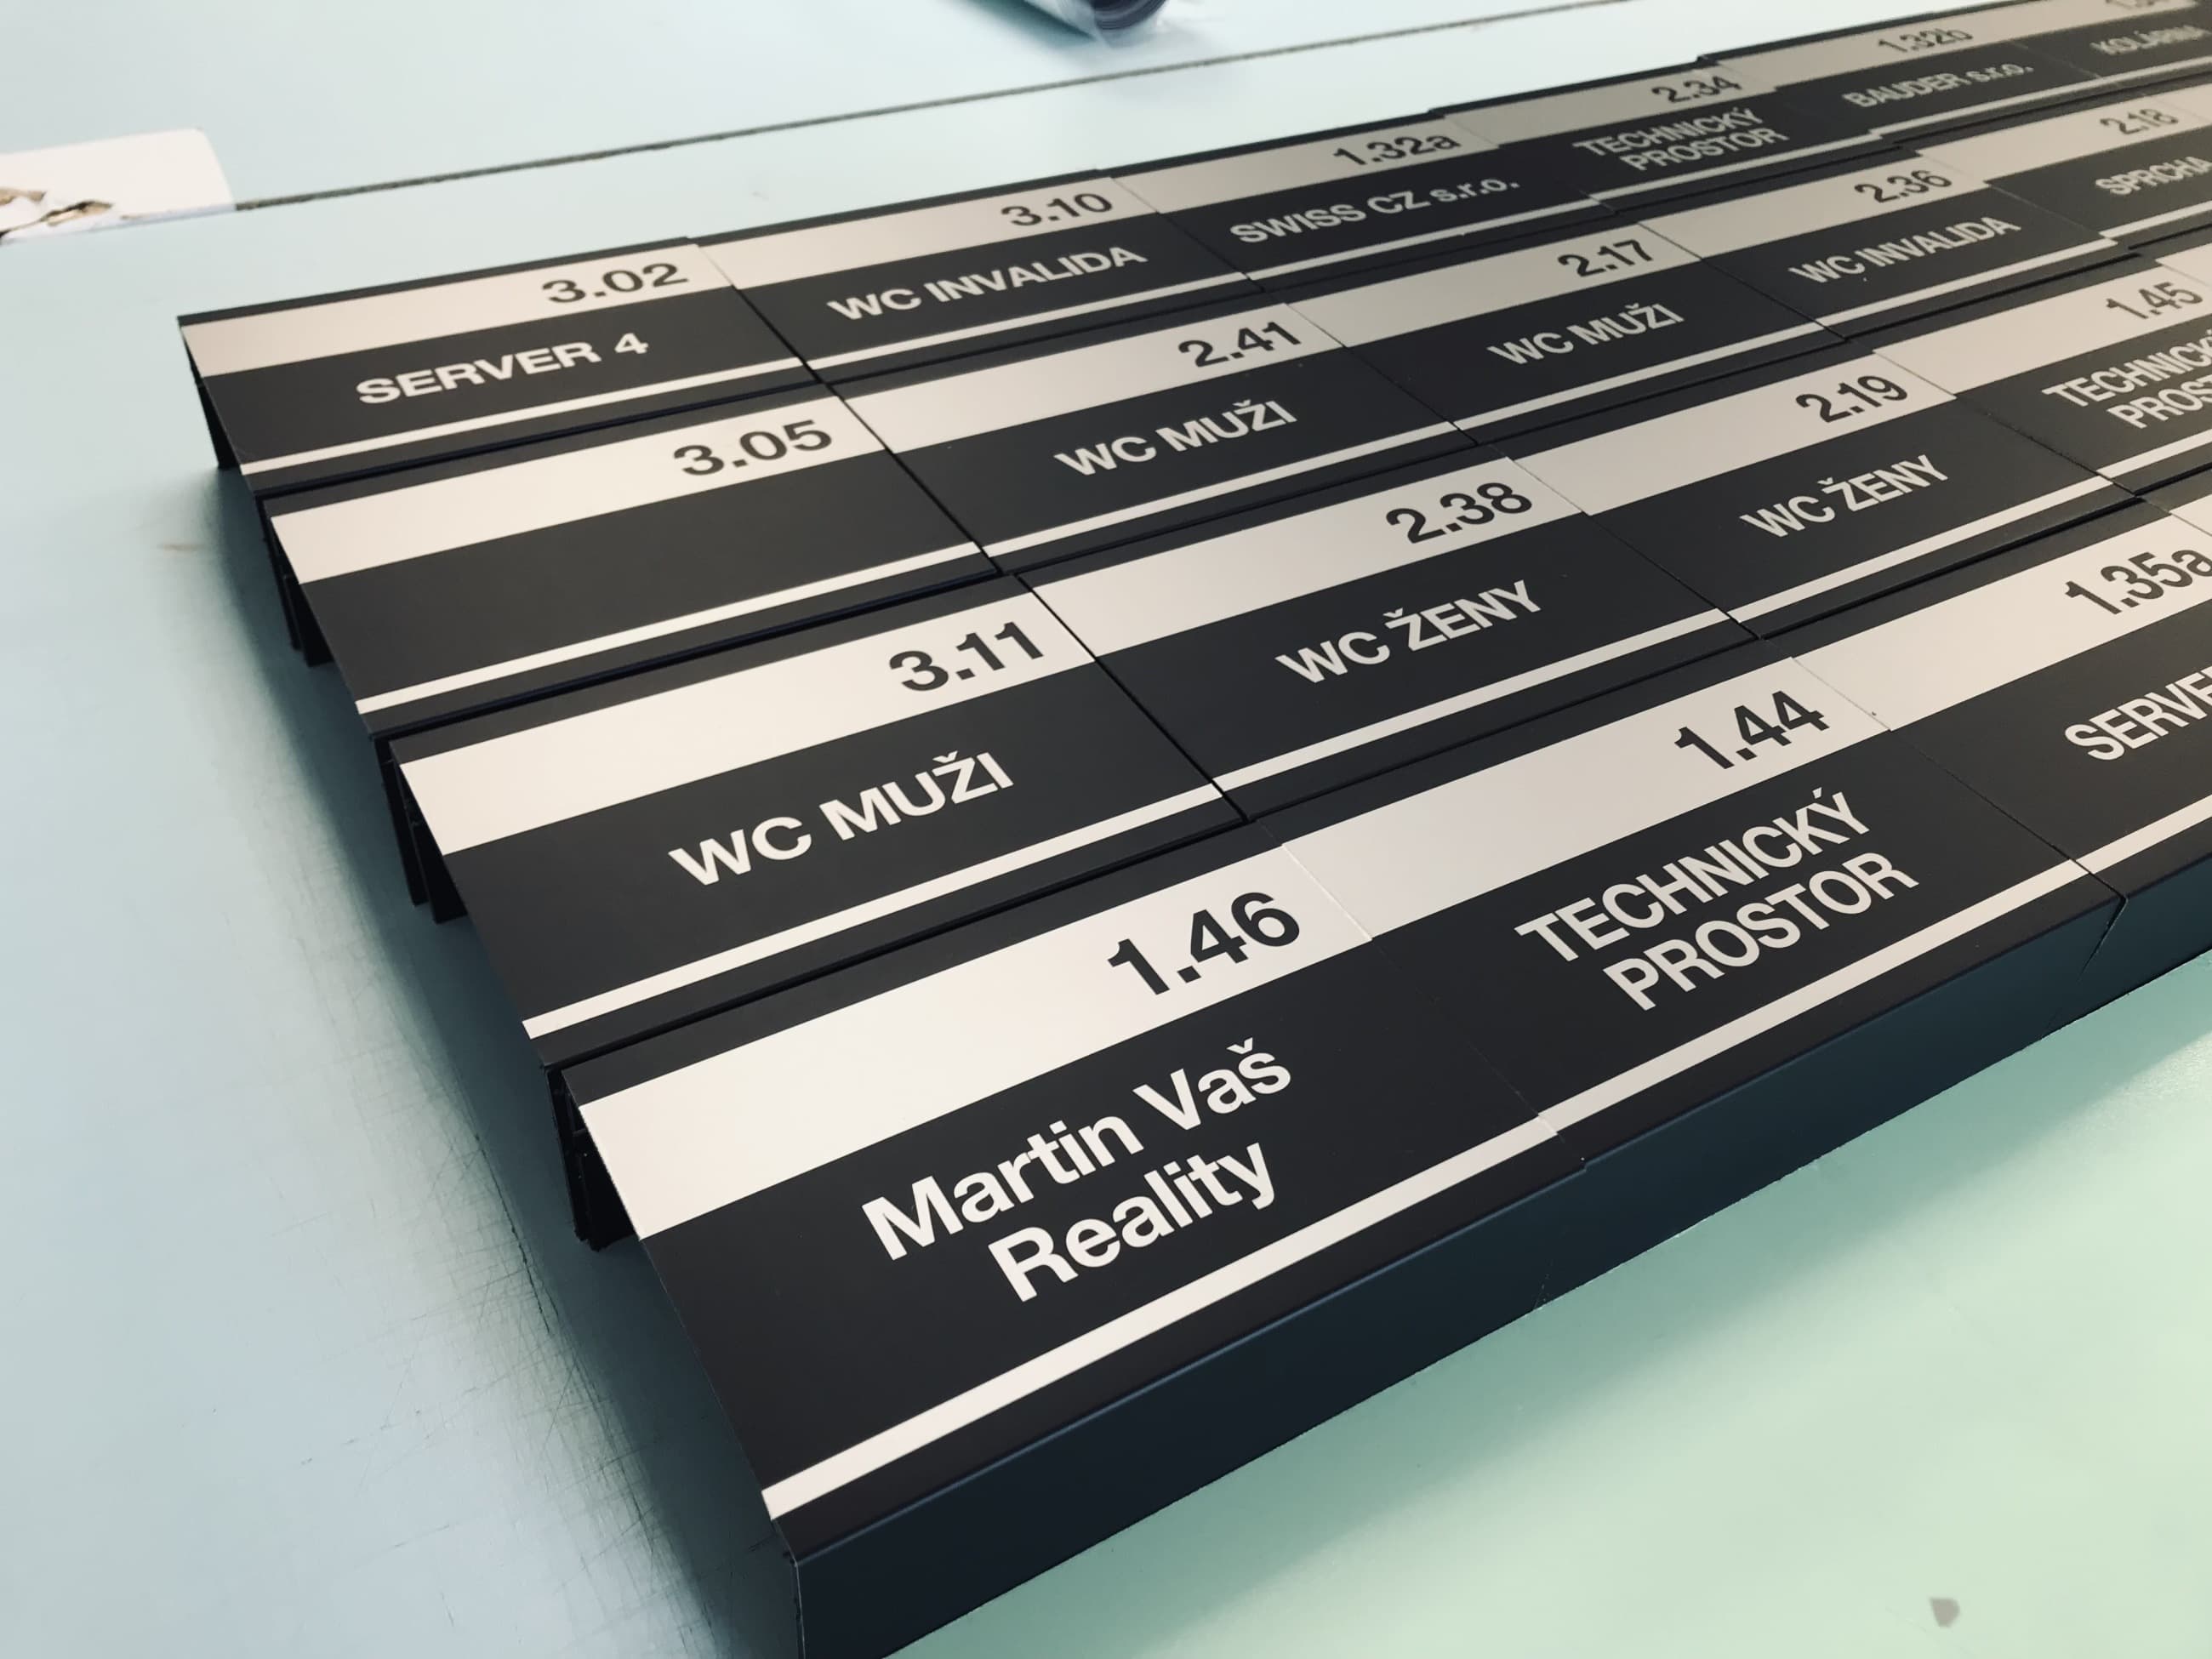 3.02
SERVER 4
3.10
WC INVALIDA
1.32a
SWISS CZ s.r.o.
2.34
TECHNICKÝ
PROSTOR
1.32b
BAUDER s.r.o.
3.05
2.41
WC MUŽI
2.17
WC MUŽI
2.36
WC INVALIDA
2.18
SPRCHA
3.11
WC MUŽI
2.38
WC ŽENY
2.19
WC ŽENY
1.45
1.46
Martin Vaš
Reality
1.44
TECHNICKÝ
PROSTOR
1.35a